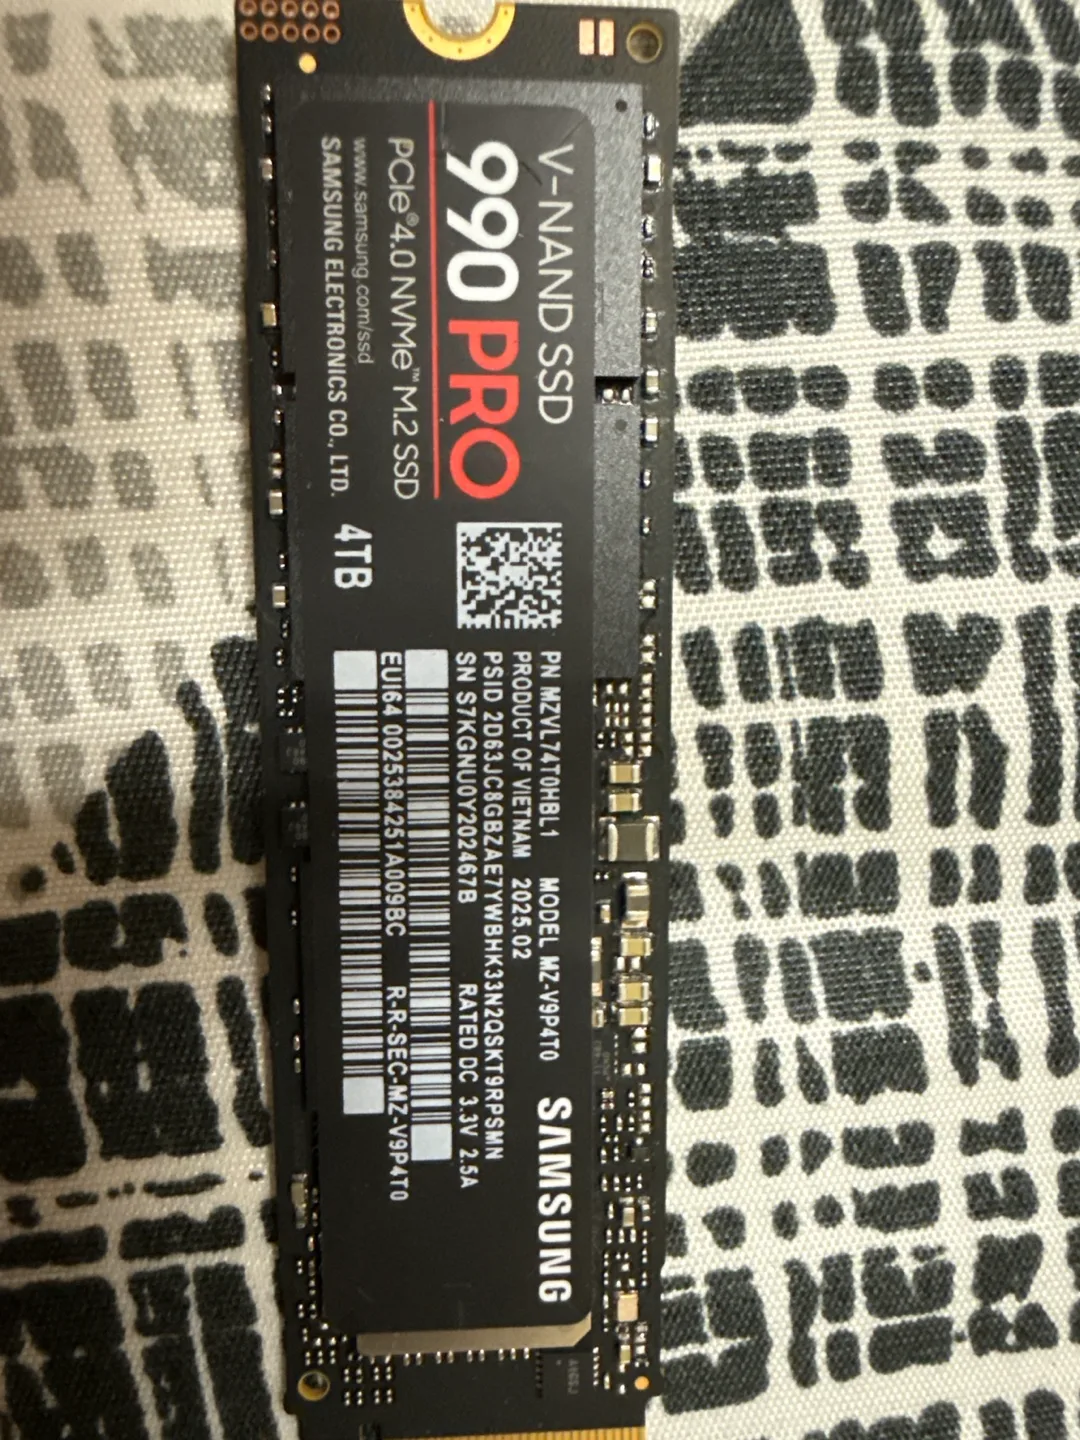 V-NAND SSD
990 PRO
PCIe® 4.0 NVMe™ M.2 SSD
www.samsung.com/ssd
SAMSUNG ELECTRONICS CO., LTD.
4TB
PN MZVL74T0HBL1 MODEL MZ-V9P4T0
PRODUCT OF VIETNAM 2025.02
PSID 2D63JC8GBZAE7YWBHK33N2QSKT9RPSMN
SN S7KGNU0Y202467B RATED DC 3.3V 2.5A
EUI64 0025384251A009BC R-R-SEC-MZ-V9P4T0
SAMSUNG